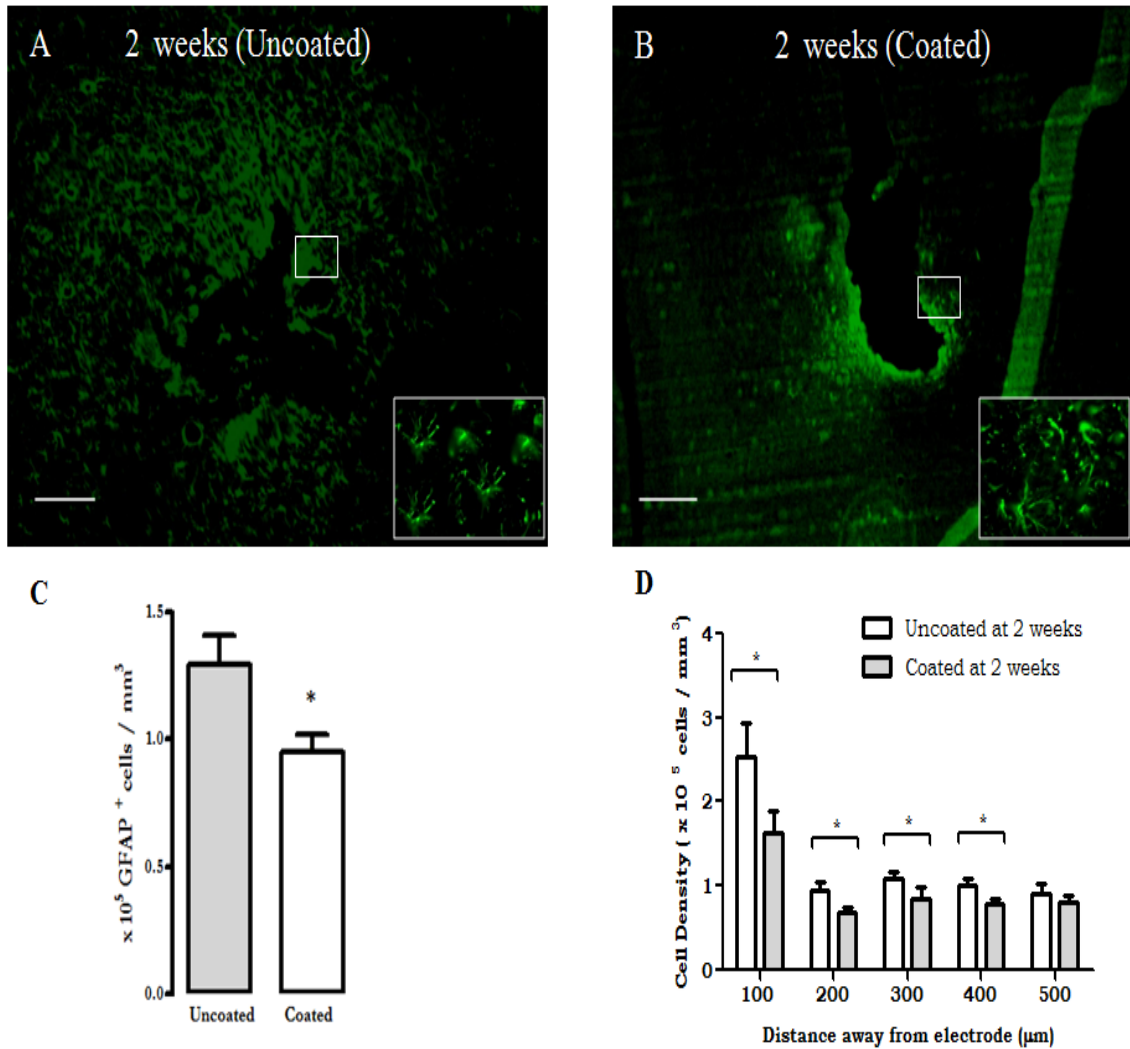 A 2 weeks (Uncoated)
B 2 weeks (Coated)
C
x 10⁵ GFAP ⁺ cells / mm³
1.5
1.0
0.5
0.0
*
Uncoated Coated
D
Cell Density ( x 10 ⁵ cells / mm ³)
4
3
2
1
0
Uncoated at 2 weeks
Coated at 2 weeks
*
*
*
*
100 200 300 400 500
Distance away from electrode (µm)